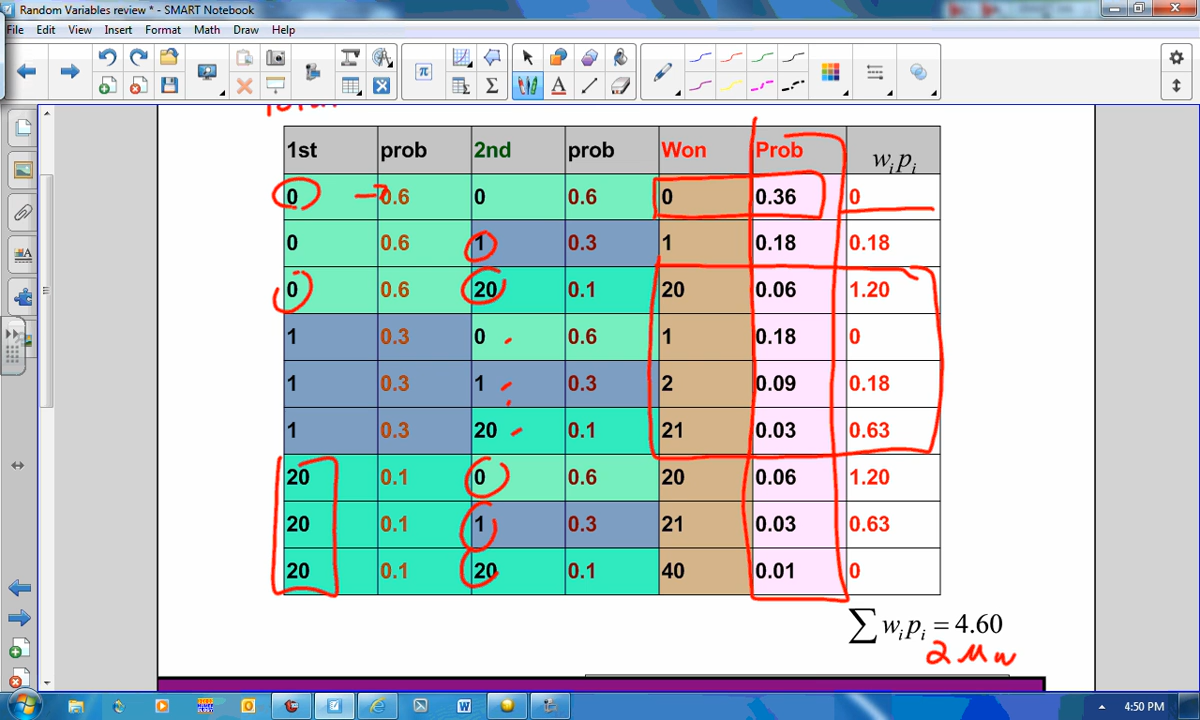 Random Variables review * - SMART Notebook
File Edit View Insert Format Math Draw Help
1st prob 2nd prob Won Prob wᵢpᵢ
0 0.6 0 0.6 0 0.36 0
0 0.6 1 0.3 1 0.18 0.18
0 0.6 20 0.1 20 0.06 1.20
1 0.3 0 0.6 1 0.18 0
1 0.3 1 0.3 2 0.09 0.18
1 0.3 20 0.1 21 0.03 0.63
20 0.1 0 0.6 20 0.06 1.20
20 0.1 1 0.3 21 0.03 0.63
20 0.1 20 0.1 40 0.01 0
∑ wᵢpᵢ = 4.60
2 μw
4:50 PM